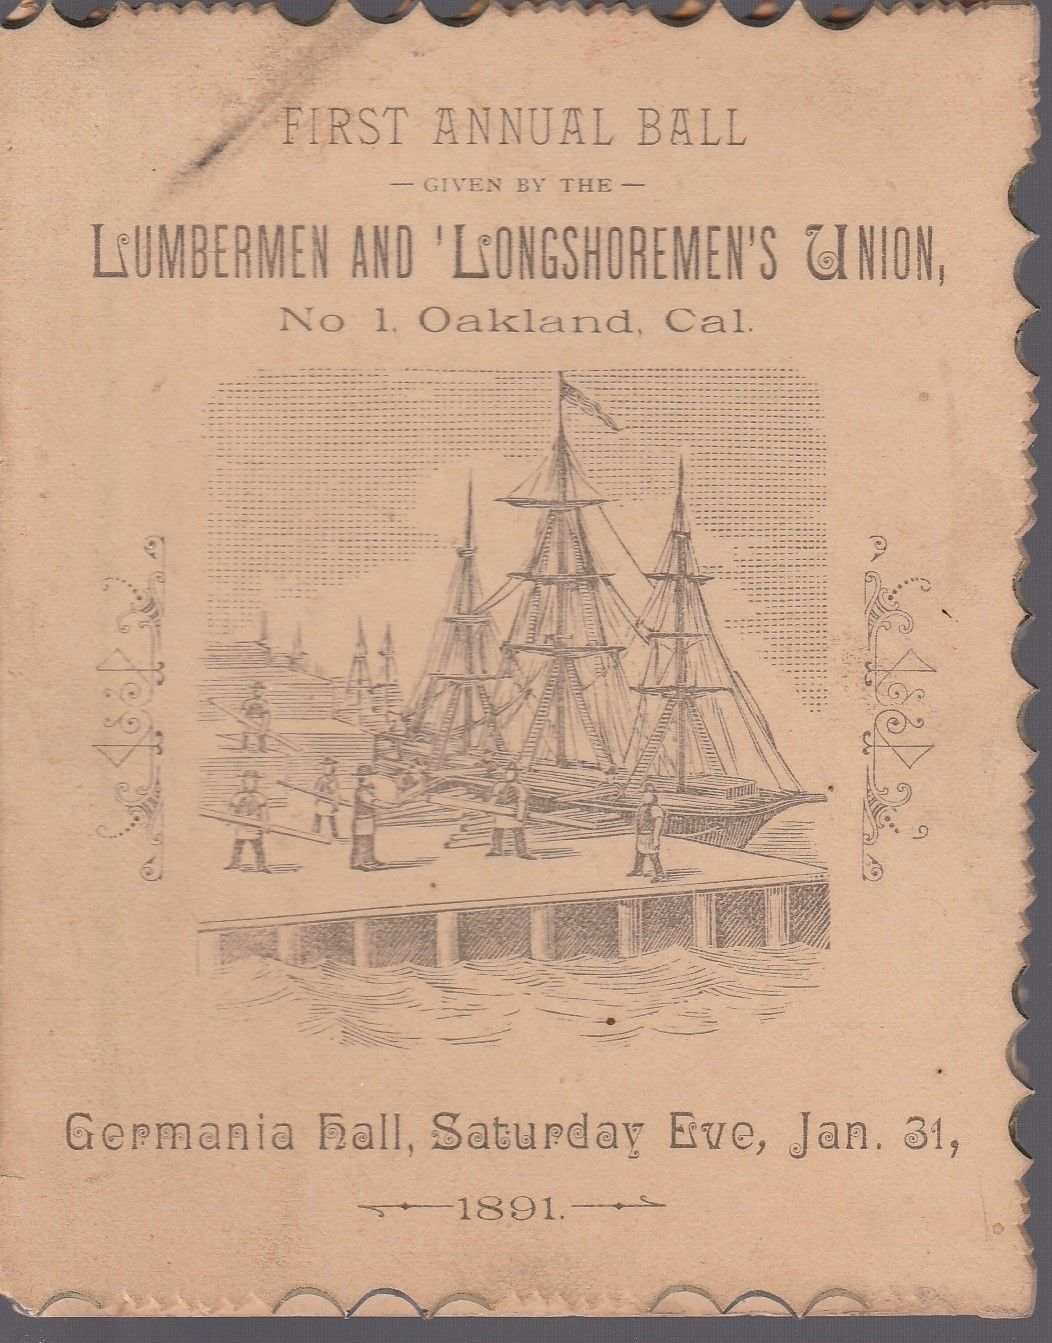 FIRST ANNUAL BALL
— GIVEN BY THE —
LUMBERMEN AND 'LONGSHOREMEN'S UNION,
No 1, Oakland, Cal.
Germania Hall, Saturday Eve, Jan. 31,
1891.